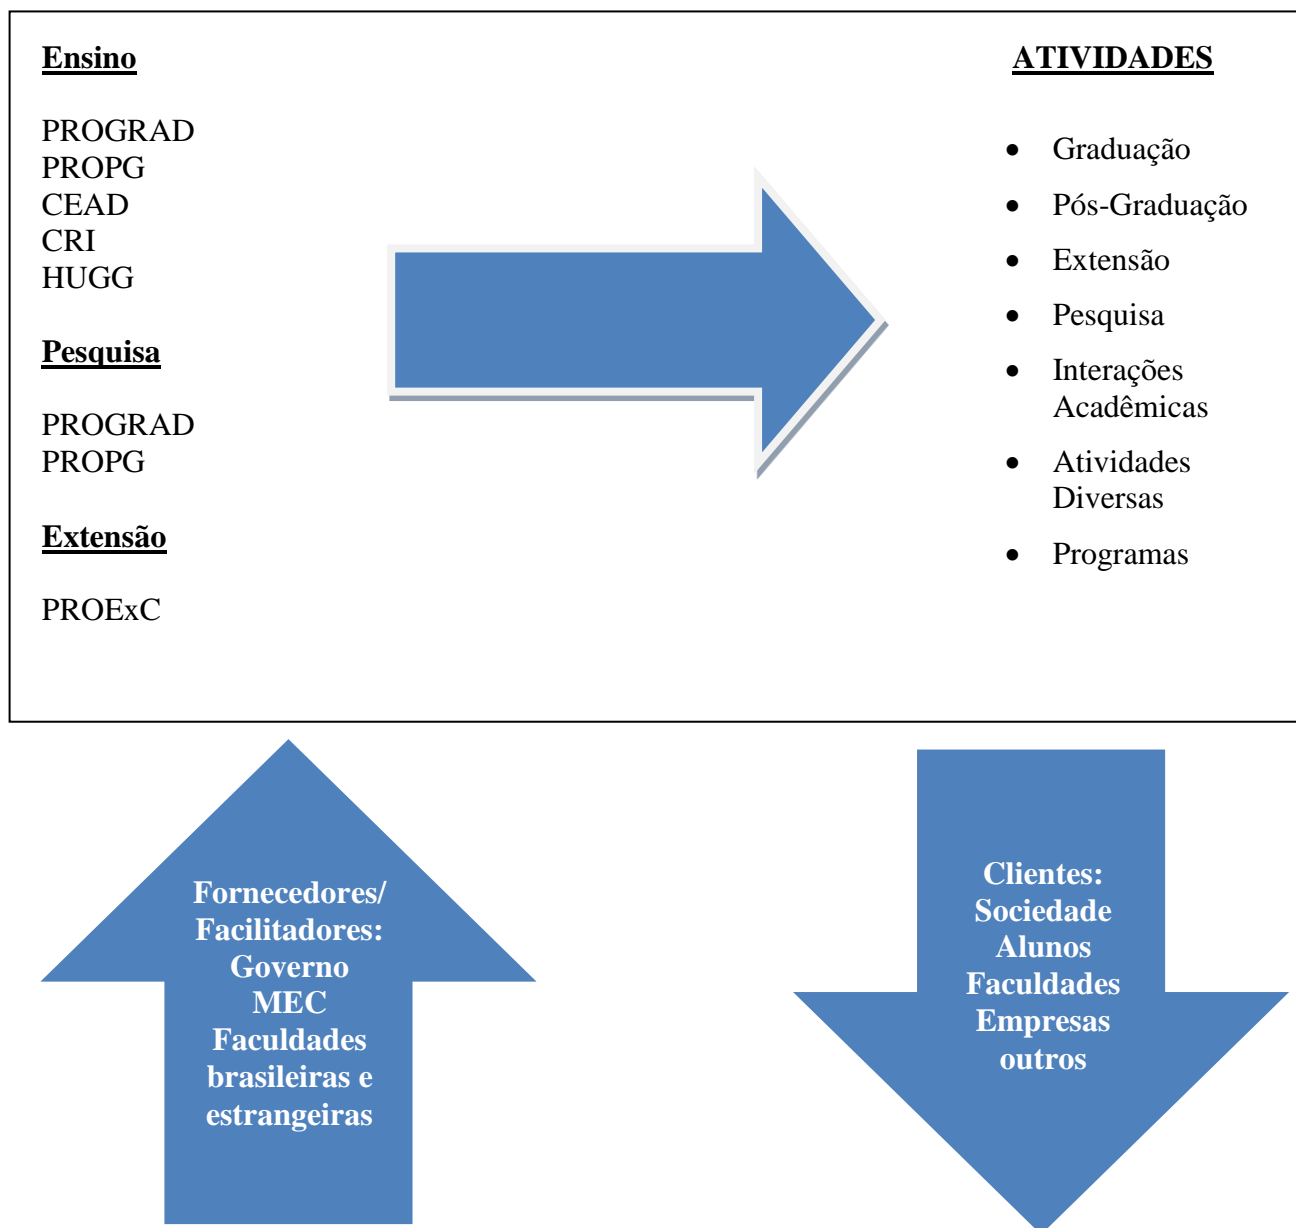 Ensino
PROGRAD
PROPG
CEAD
CRI
HUGG
Pesquisa
PROGRAD
PROPG
Extensão
PROExC
ATIVIDADES
• Graduação
• Pós-Graduação
• Extensão
• Pesquisa
• Interações
Acadêmicas
• Atividades
Diversas
• Programas
Fornecedores/
Facilitadores:
Governo
MEC
Faculdades
brasileiras e
estrangeiras
Clientes:
Sociedade
Alunos
Faculdades
Empresas
outros